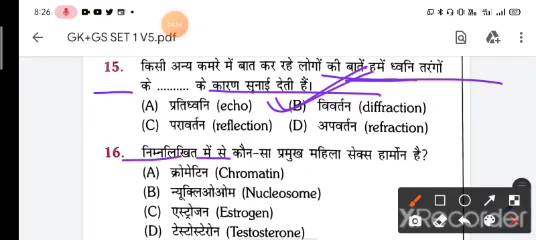 8:26
GK+GS SET 1 V5.pdf
15. किसी अन्य कमरे में बात कर रहे लोगों की बातें हमें ध्वनि तरंगों
के .......... के कारण सुनाई देती हैं।
(A) प्रतिध्वनि (echo) (B) विवर्तन (diffraction)
(C) परावर्तन (reflection) (D) अपवर्तन (refraction)
16. निम्नलिखित में से कौन-सा प्रमुख महिला सेक्स हार्मोन है?
(A) क्रोमेटिन (Chromatin)
(B) न्यूक्लिओओम (Nucleosome)
(C) एस्ट्रोजन (Estrogen)
(D) टेस्टोस्टेरोन (Testosterone)